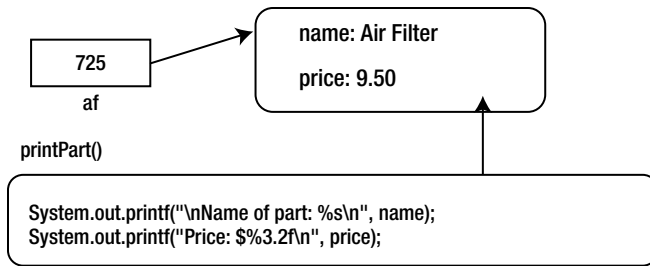 name: Air Filter
725
price: 9.50
af
printPart()
System.out.printf("\nName of part: %s\n", name);
System.out.printf("Price: $%3.2f\n", price);